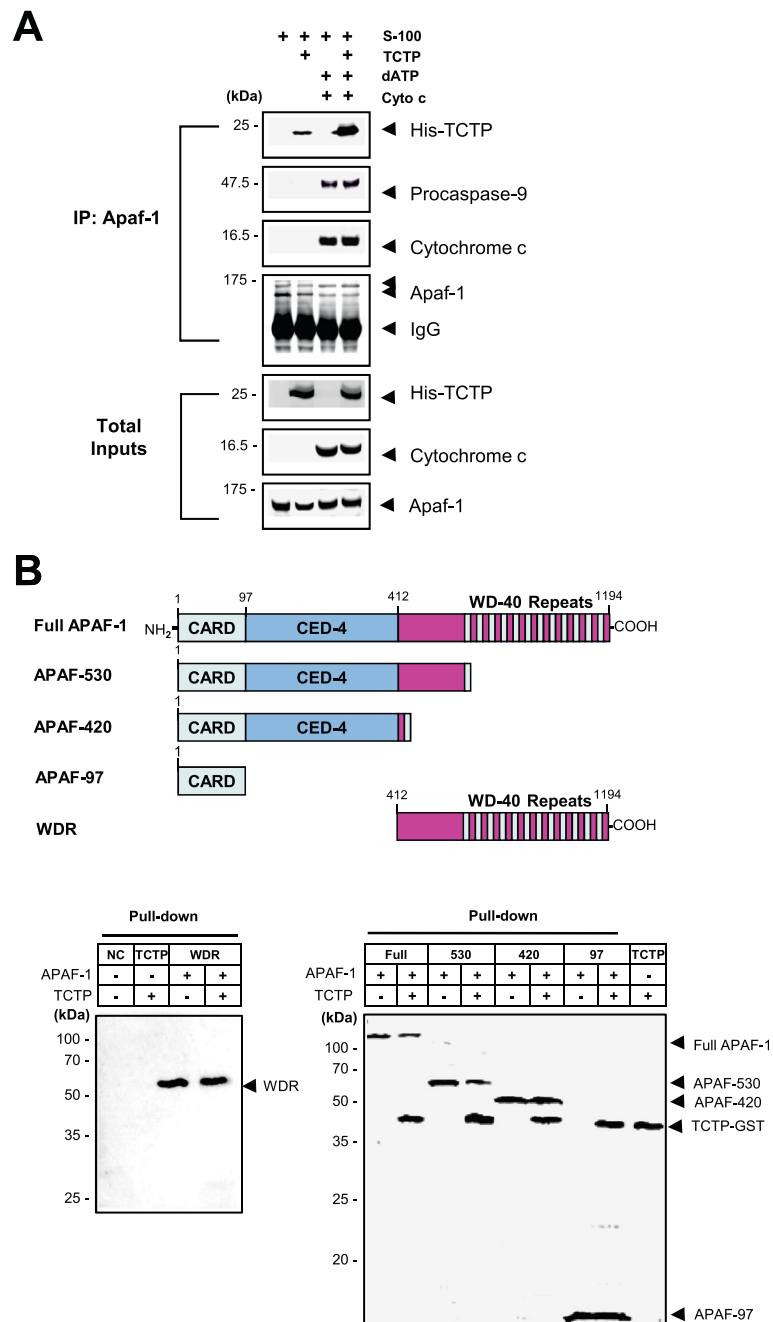 A
+ + + + S-100
+ + TCTP
+ + dATP
(kDa) + + Cyto c
25 - His-TCTP
47.5 - Procaspase-9
IP: Apaf-1
16.5 - Cytochrome c
175 - Apaf-1
IgG
25 - His-TCTP
Total
Inputs
16.5 - Cytochrome c
175 - Apaf-1
B
1 97 412 WD-40 Repeats 1194
Full APAF-1 NH2 CARD CED-4 COOH
1
APAF-530 CARD CED-4
1
APAF-420 CARD CED-4
1
APAF-97 CARD
412 WD-40 Repeats 1194
WDR COOH
Pull-down
NC TCTP WDR
APAF-1 - - + +
TCTP - + - +
(kDa)
100 -
70 -
50 - WDR
35 -
25 -
Pull-down
Full 530 420 97 TCTP
APAF-1 + + + + + + + + -
TCTP - + - + - + - + +
(kDa)
100 - Full APAF-1
70 -
APAF-530
50 - APAF-420
TCTP-GST
35 -
25 -
20 -
APAF-97